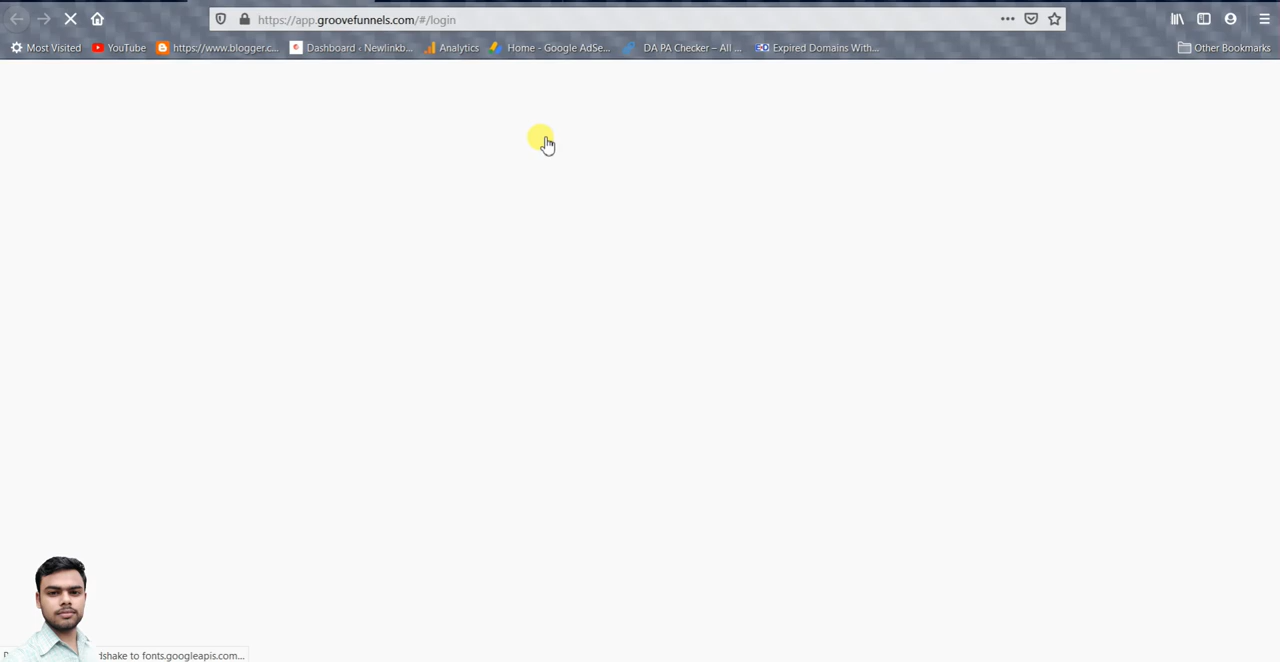 https://app.groovefunnels.com/#/login
Most Visited YouTube https://www.blogger.c... Dashboard ‹ Newlinkb... Analytics Home - Google AdSe... DA PA Checker – All ... Expired Domains With... Other Bookmarks
dshake to fonts.googleapis.com...